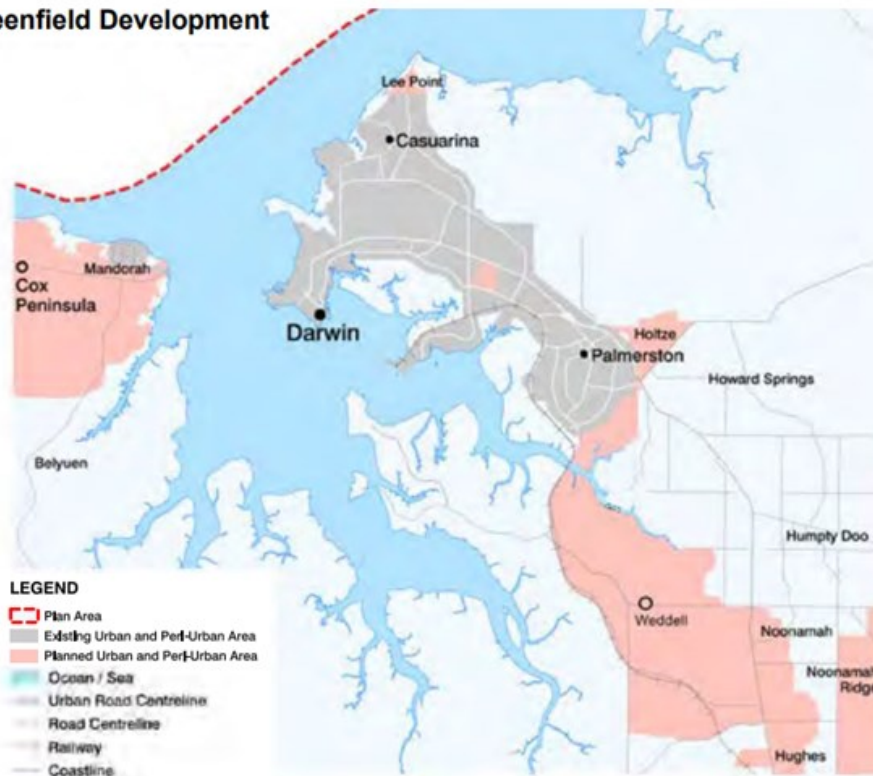 enfield Development
Lee Point
Casuarina
Mandorah
Cox
Peninsula
Darwin
Holtze
Palmerston
Howard Springs
Belyuen
Humpty Doo
Weddell
Noonamah
Noonamah
Ridge
Hughes
LEGEND
Plan Area
Existing Urban and Peri-Urban Area
Planned Urban and Peri-Urban Area
Ocean / Sea
Urban Road Centreline
Road Centreline
Railway
Coastline